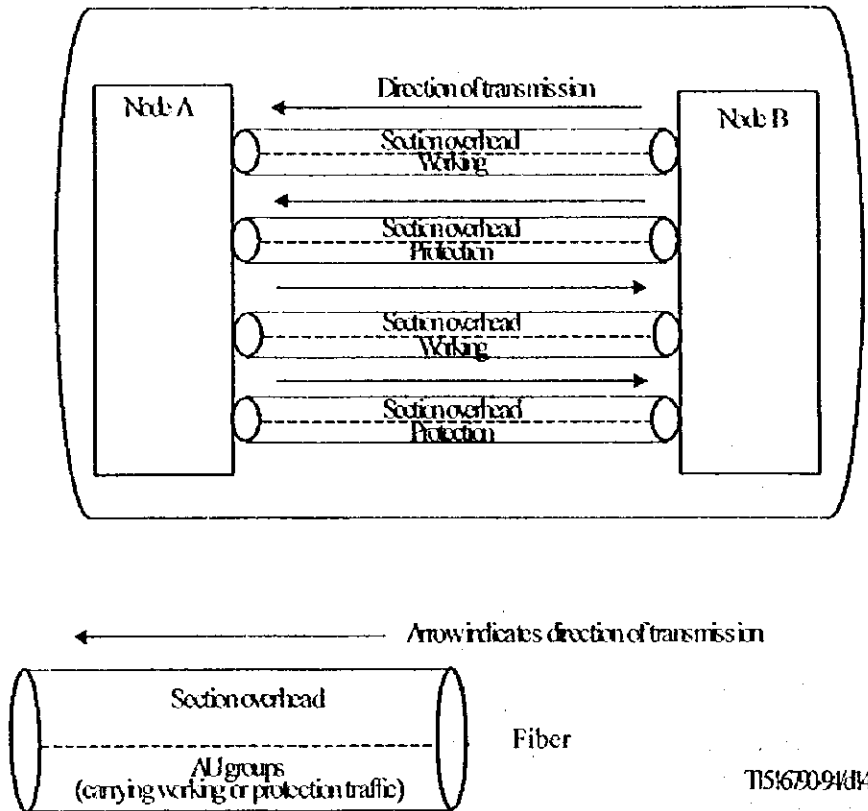 Direction of transmission
Node A
Node B
Section overhead
Working
Section overhead
Protection
Section overhead
Working
Section overhead
Protection
Arrow indicates direction of transmission
Section overhead
Fiber
AU groups
(carrying working or protection traffic)